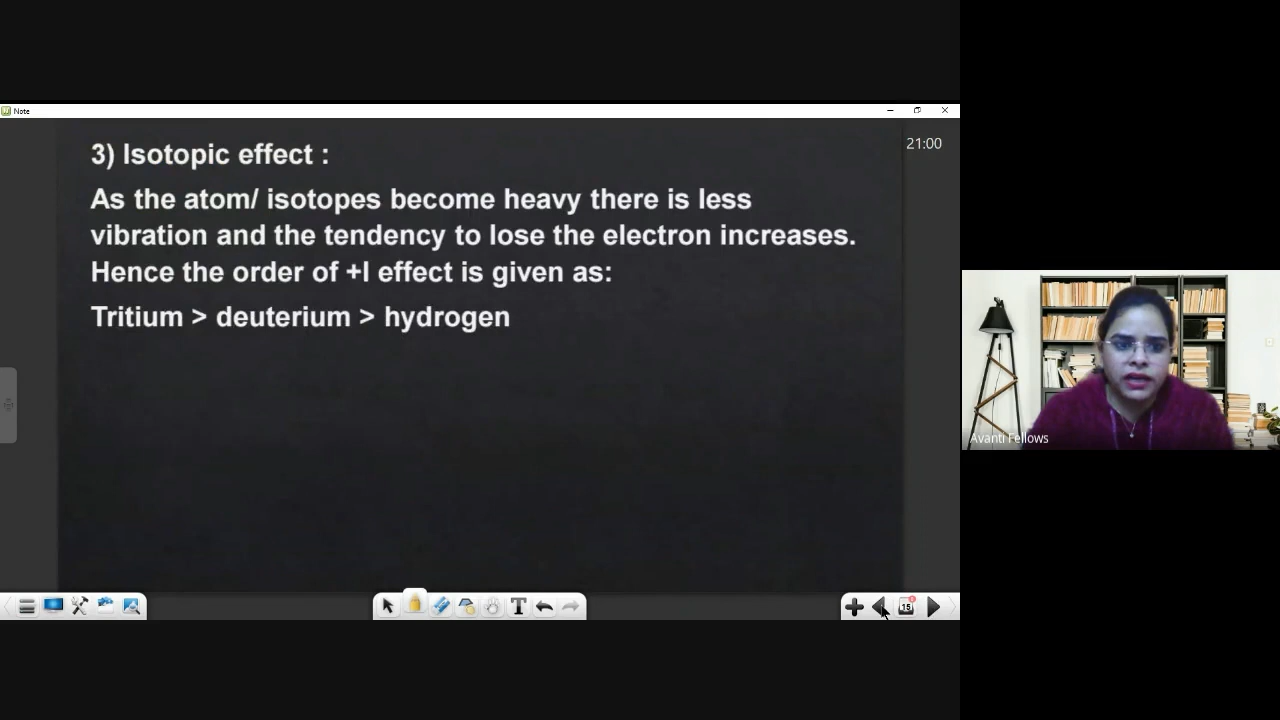 Note
21:00
3) Isotopic effect :
As the atom/ isotopes become heavy there is less
vibration and the tendency to lose the electron increases.
Hence the order of +I effect is given as:
Tritium > deuterium > hydrogen
Avanti Fellows
15